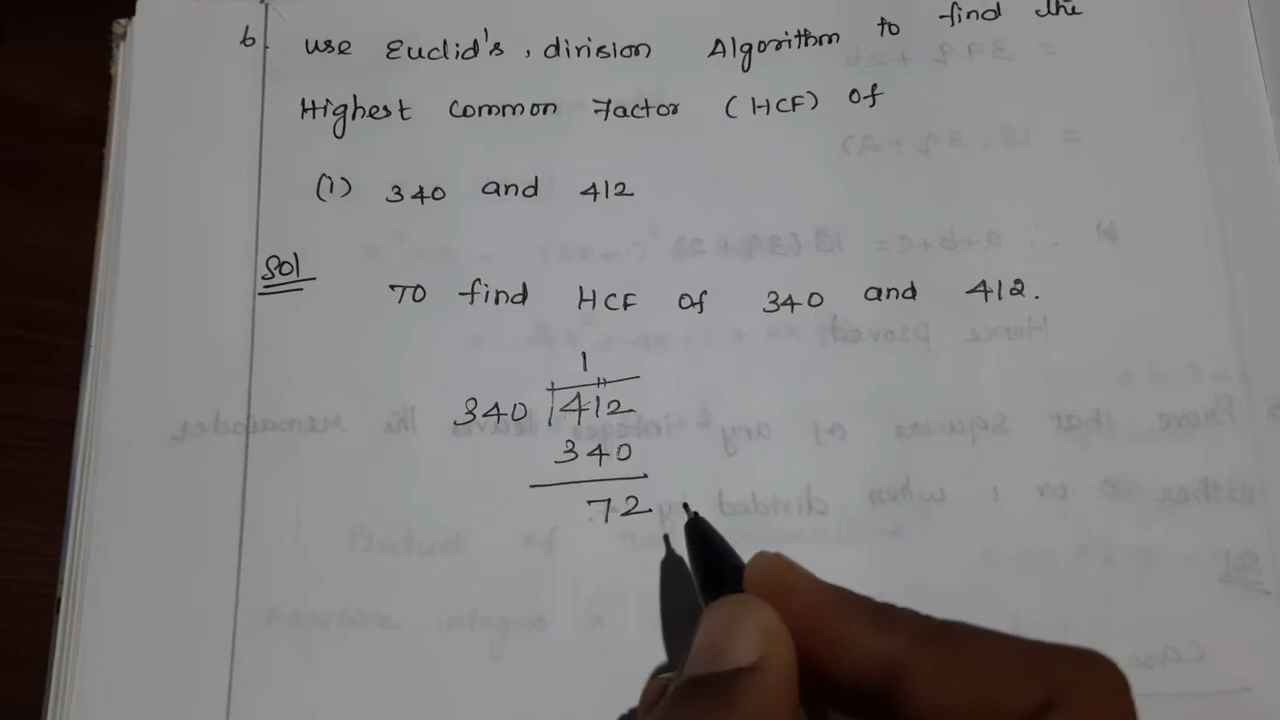 6. Use Euclid's, division Algorithm to find the
Highest Common Factor (HCF) of
(i) 340 and 412
Sol
To find HCF of 340 and 412.
1
340 412
340
72